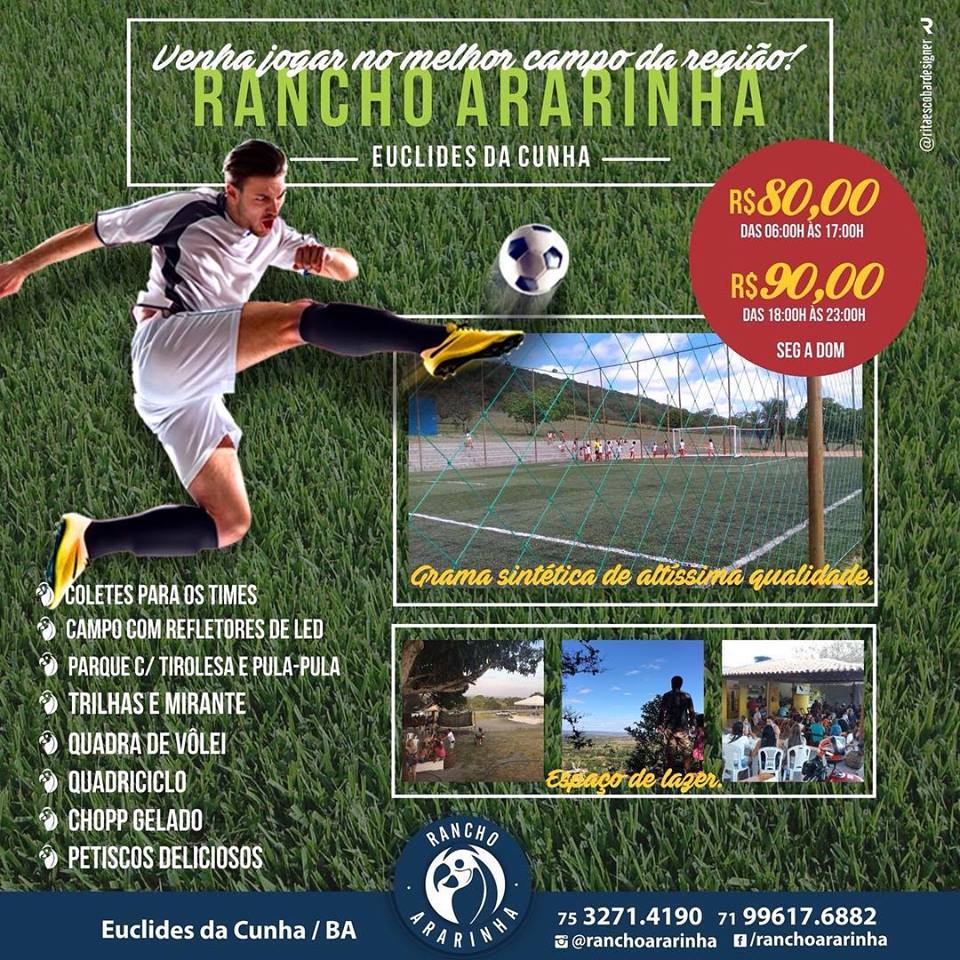 Venha jogar no melhor campo da região!
RANCHO ARARINHA
EUCLIDES DA CUNHA
@ritaescobardesigner
R$80,00
DAS 06:00H ÀS 17:00H
R$90,00
DAS 18:00H ÀS 23:00H
SEG A DOM
Grama sintética de altíssima qualidade.
COLETES PARA OS TIMES
CAMPO COM REFLETORES DE LED
PARQUE C/ TIROLESA E PULA-PULA
TRILHAS E MIRANTE
QUADRA DE VÔLEI
QUADRICICLO
CHOPP GELADO
PETISCOS DELICIOSOS
Espaço de lazer.
RANCHO
ARARINHA
Euclides da Cunha / BA
75 3271.4190 71 99617.6882
@ranchoararinha f/ranchoararinha